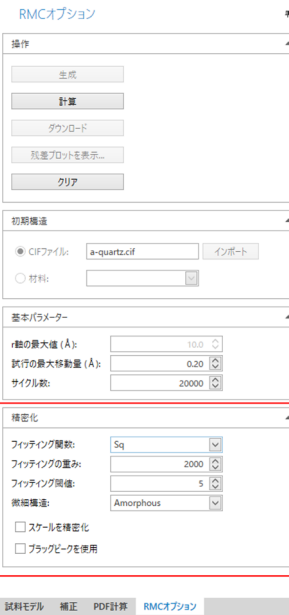 RMCオプション
操作
生成
計算
ダウンロード
残差プロットを表示...
クリア
初期構造
CIFファイル: a-quartz.cif インポート
材料:
基本パラメーター
r軸の最大値 (Å): 10.0
試行の最大移動量 (Å): 0.20
サイクル数: 20000
精密化
フィッティング関数: Sq
フィッティングの重み: 2000
フィッティング閾値: 5
微細構造: Amorphous
スケールを精密化
ブラッグピークを使用
試料モデル 補正 PDF計算 RMCオプション